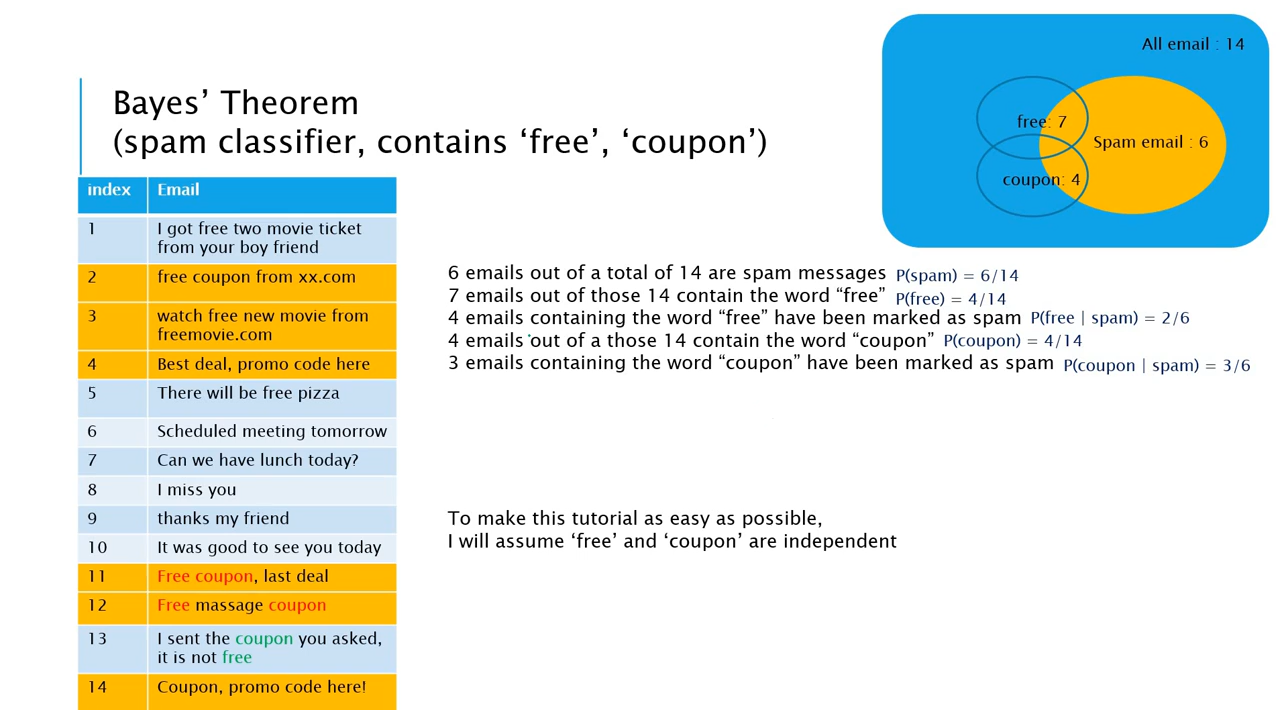 All email : 14
free: 7
Spam email : 6
coupon: 4
Bayes’ Theorem
(spam classifier, contains ‘free’, ‘coupon’)
index Email
1 I got free two movie ticket
from your boy friend
2 free coupon from xx.com
3 watch free new movie from
freemovie.com
4 Best deal, promo code here
5 There will be free pizza
6 Scheduled meeting tomorrow
7 Can we have lunch today?
8 I miss you
9 thanks my friend
10 It was good to see you today
11 Free coupon, last deal
12 Free massage coupon
13 I sent the coupon you asked,
it is not free
14 Coupon, promo code here!
6 emails out of a total of 14 are spam messages P(spam) = 6/14
7 emails out of those 14 contain the word “free” P(free) = 4/14
4 emails containing the word “free” have been marked as spam P(free | spam) = 2/6
4 emails out of a those 14 contain the word “coupon” P(coupon) = 4/14
3 emails containing the word “coupon” have been marked as spam P(coupon | spam) = 3/6
To make this tutorial as easy as possible,
I will assume ‘free’ and ‘coupon’ are independent